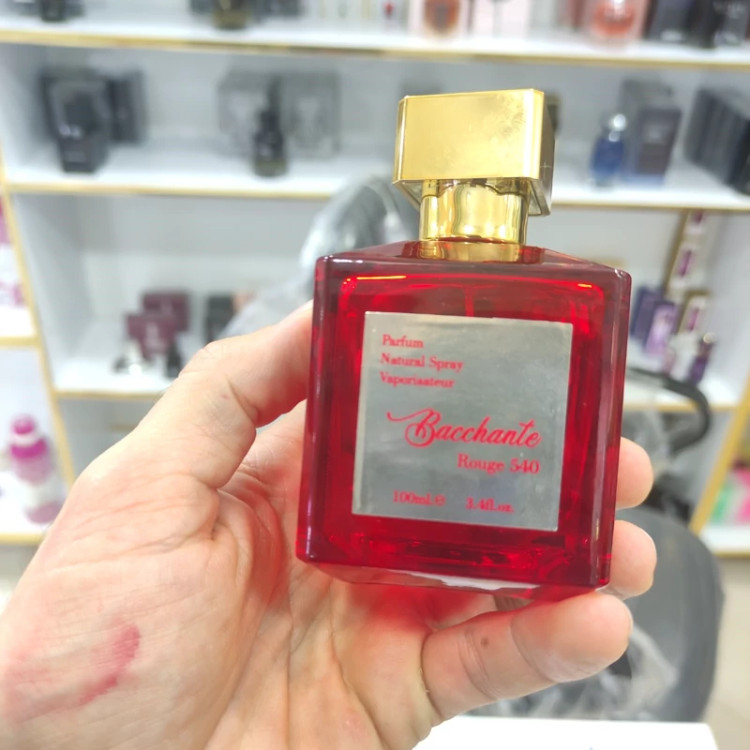 Parfum
Natural Spray
Vaporisateur
Bacchante
Rouge 540
100ml.℮ 3.4fl.oz.